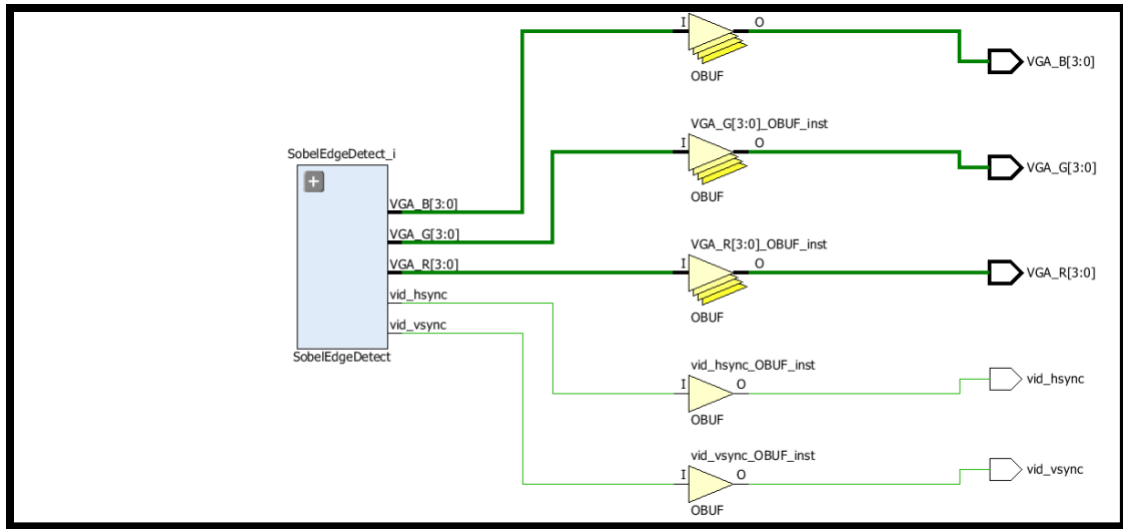 I
O
OBUF
VGA_B[3:0]
VGA_G[3:0]_OBUF_inst
I
O
OBUF
VGA_G[3:0]
SobelEdgeDetect_i
+
VGA_B[3:0]
VGA_G[3:0]
VGA_R[3:0]
vid_hsync
vid_vsync
SobelEdgeDetect
VGA_R[3:0]_OBUF_inst
I
O
OBUF
VGA_R[3:0]
vid_hsync_OBUF_inst
I
O
OBUF
vid_hsync
vid_vsync_OBUF_inst
I
O
OBUF
vid_vsync